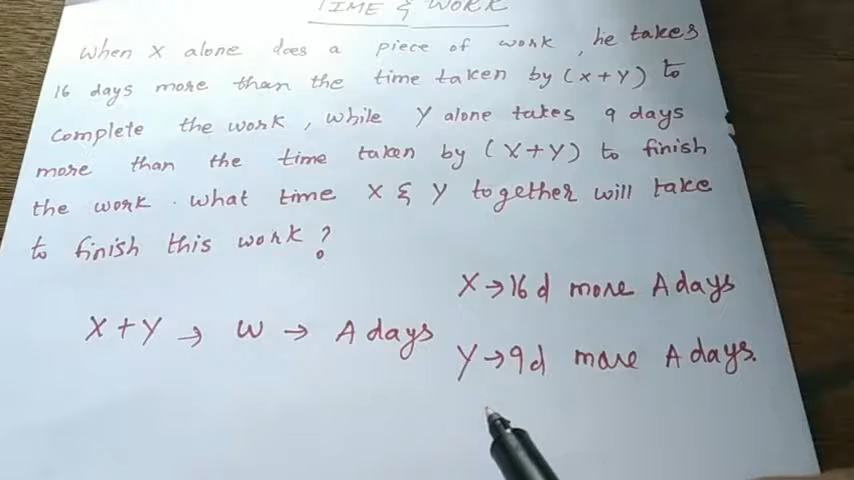 TIME & WORK
When X alone does a piece of work, he takes
16 days more than the time taken by (X+Y) to
complete the work, while Y alone takes 9 days
more than the time taken by (X+Y) to finish
the work. What time X & Y together will take
to finish this work?
X → 16 d more A days
X + Y → W → A days
Y → 9 d more A days.